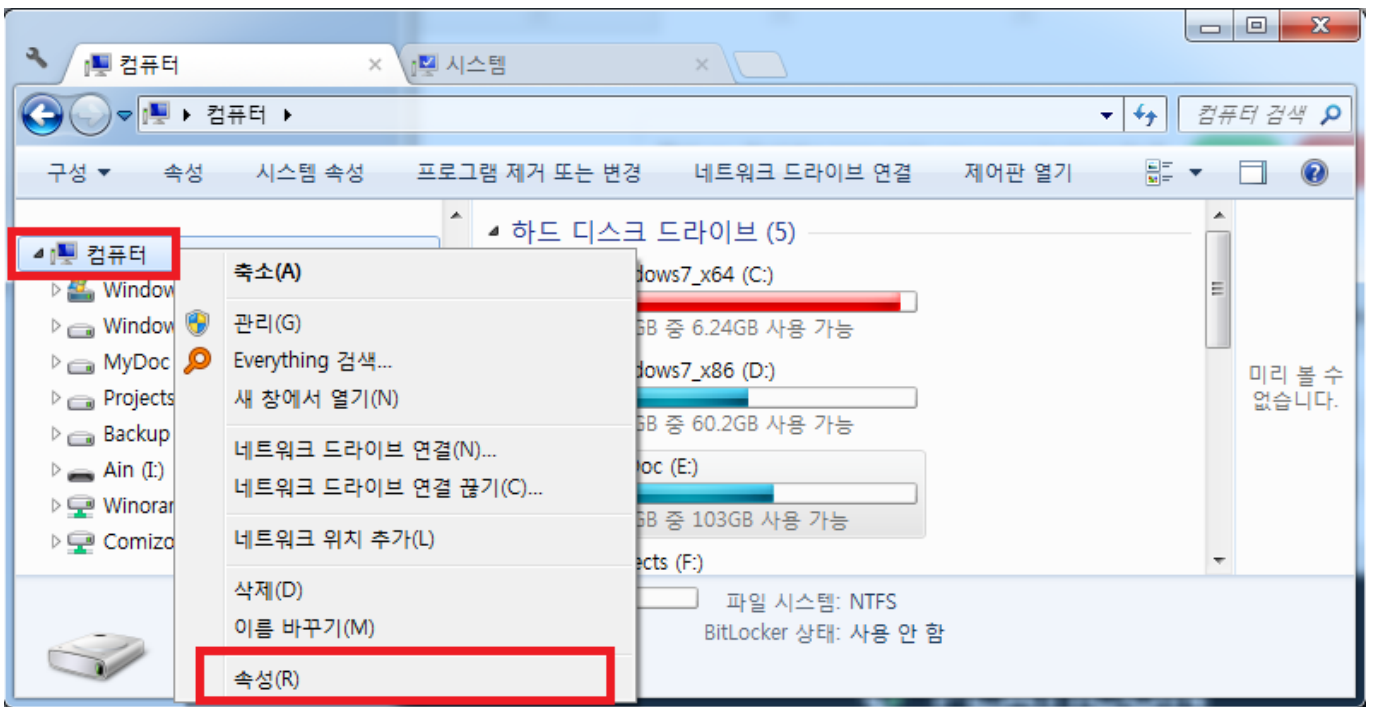 컴퓨터
시스템
컴퓨터
컴퓨터 검색
구성 속성 시스템 속성 프로그램 제거 또는 변경 네트워크 드라이브 연결 제어판 열기
컴퓨터
Window
Window
MyDoc
Projects
Backup
Ain (I:)
Winoran
Comizo
축소(A)
관리(G)
Everything 검색...
새 창에서 열기(N)
네트워크 드라이브 연결(N)...
네트워크 드라이브 연결 끊기(C)...
네트워크 위치 추가(L)
삭제(D)
이름 바꾸기(M)
속성(R)
하드 디스크 드라이브 (5)
dows7_x64 (C:)
GB 중 6.24GB 사용 가능
dows7_x86 (D:)
GB 중 60.2GB 사용 가능
Doc (E:)
GB 중 103GB 사용 가능
ects (F:)
미리 볼 수
없습니다.
파일 시스템: NTFS
BitLocker 상태: 사용 안 함